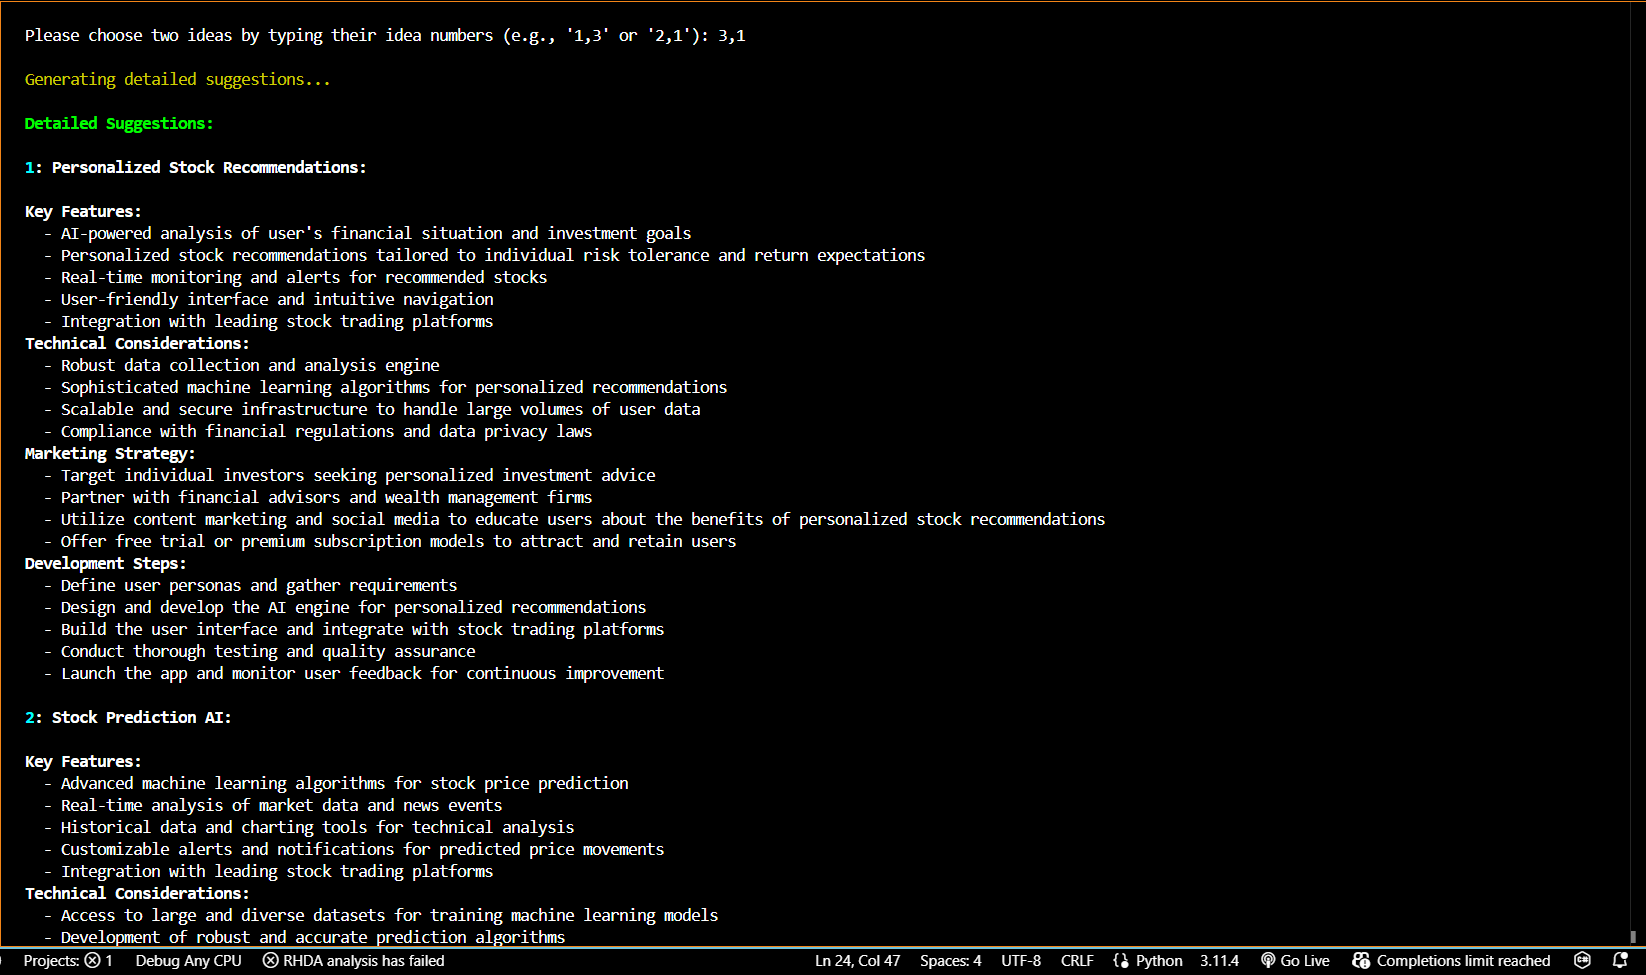 Please choose two ideas by typing their idea numbers (e.g., '1,3' or '2,1'): 3,1
Generating detailed suggestions...
Detailed Suggestions:
1: Personalized Stock Recommendations:
Key Features:
- AI-powered analysis of user's financial situation and investment goals
- Personalized stock recommendations tailored to individual risk tolerance and return expectations
- Real-time monitoring and alerts for recommended stocks
- User-friendly interface and intuitive navigation
- Integration with leading stock trading platforms
Technical Considerations:
- Robust data collection and analysis engine
- Sophisticated machine learning algorithms for personalized recommendations
- Scalable and secure infrastructure to handle large volumes of user data
- Compliance with financial regulations and data privacy laws
Marketing Strategy:
- Target individual investors seeking personalized investment advice
- Partner with financial advisors and wealth management firms
- Utilize content marketing and social media to educate users about the benefits of personalized stock recommendations
- Offer free trial or premium subscription models to attract and retain users
Development Steps:
- Define user personas and gather requirements
- Design and develop the AI engine for personalized recommendations
- Build the user interface and integrate with stock trading platforms
- Conduct thorough testing and quality assurance
- Launch the app and monitor user feedback for continuous improvement
2: Stock Prediction AI:
Key Features:
- Advanced machine learning algorithms for stock price prediction
- Real-time analysis of market data and news events
- Historical data and charting tools for technical analysis
- Customizable alerts and notifications for predicted price movements
- Integration with leading stock trading platforms
Technical Considerations:
- Access to large and diverse datasets for training machine learning models
- Development of robust and accurate prediction algorithms
Projects: 1 Debug Any CPU RHDA analysis has failed Ln 24, Col 47 Spaces: 4 UTF-8 CRLF {} Python 3.11.4 Go Live Completions limit reached